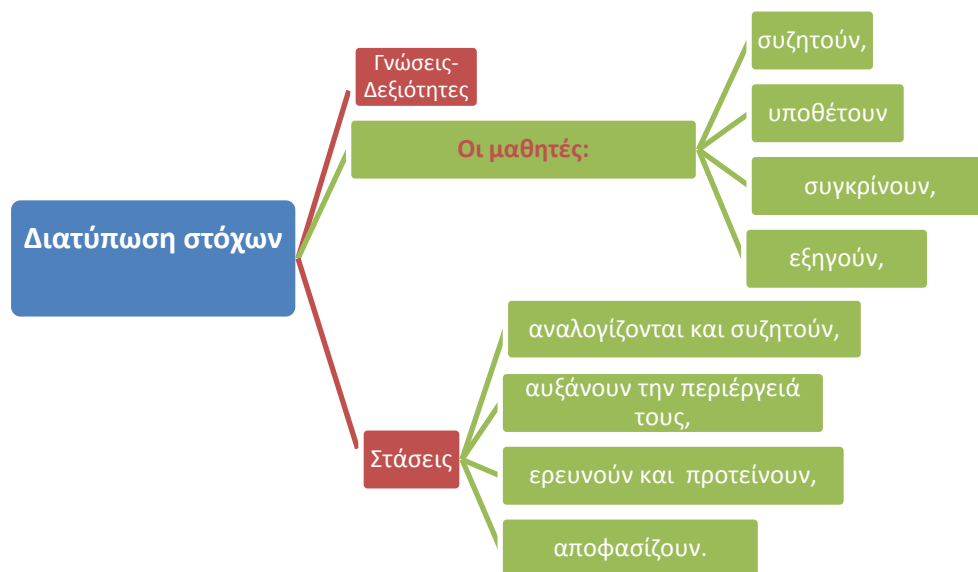 Διατύπωση στόχων
Γνώσεις-
Δεξιότητες
Οι μαθητές:
συζητούν,
υποθέτουν
συγκρίνουν,
εξηγούν,
Στάσεις
αναλογίζονται και συζητούν,
αυξάνουν την περιέργειά
τους,
ερευνούν και προτείνουν,
αποφασίζουν.